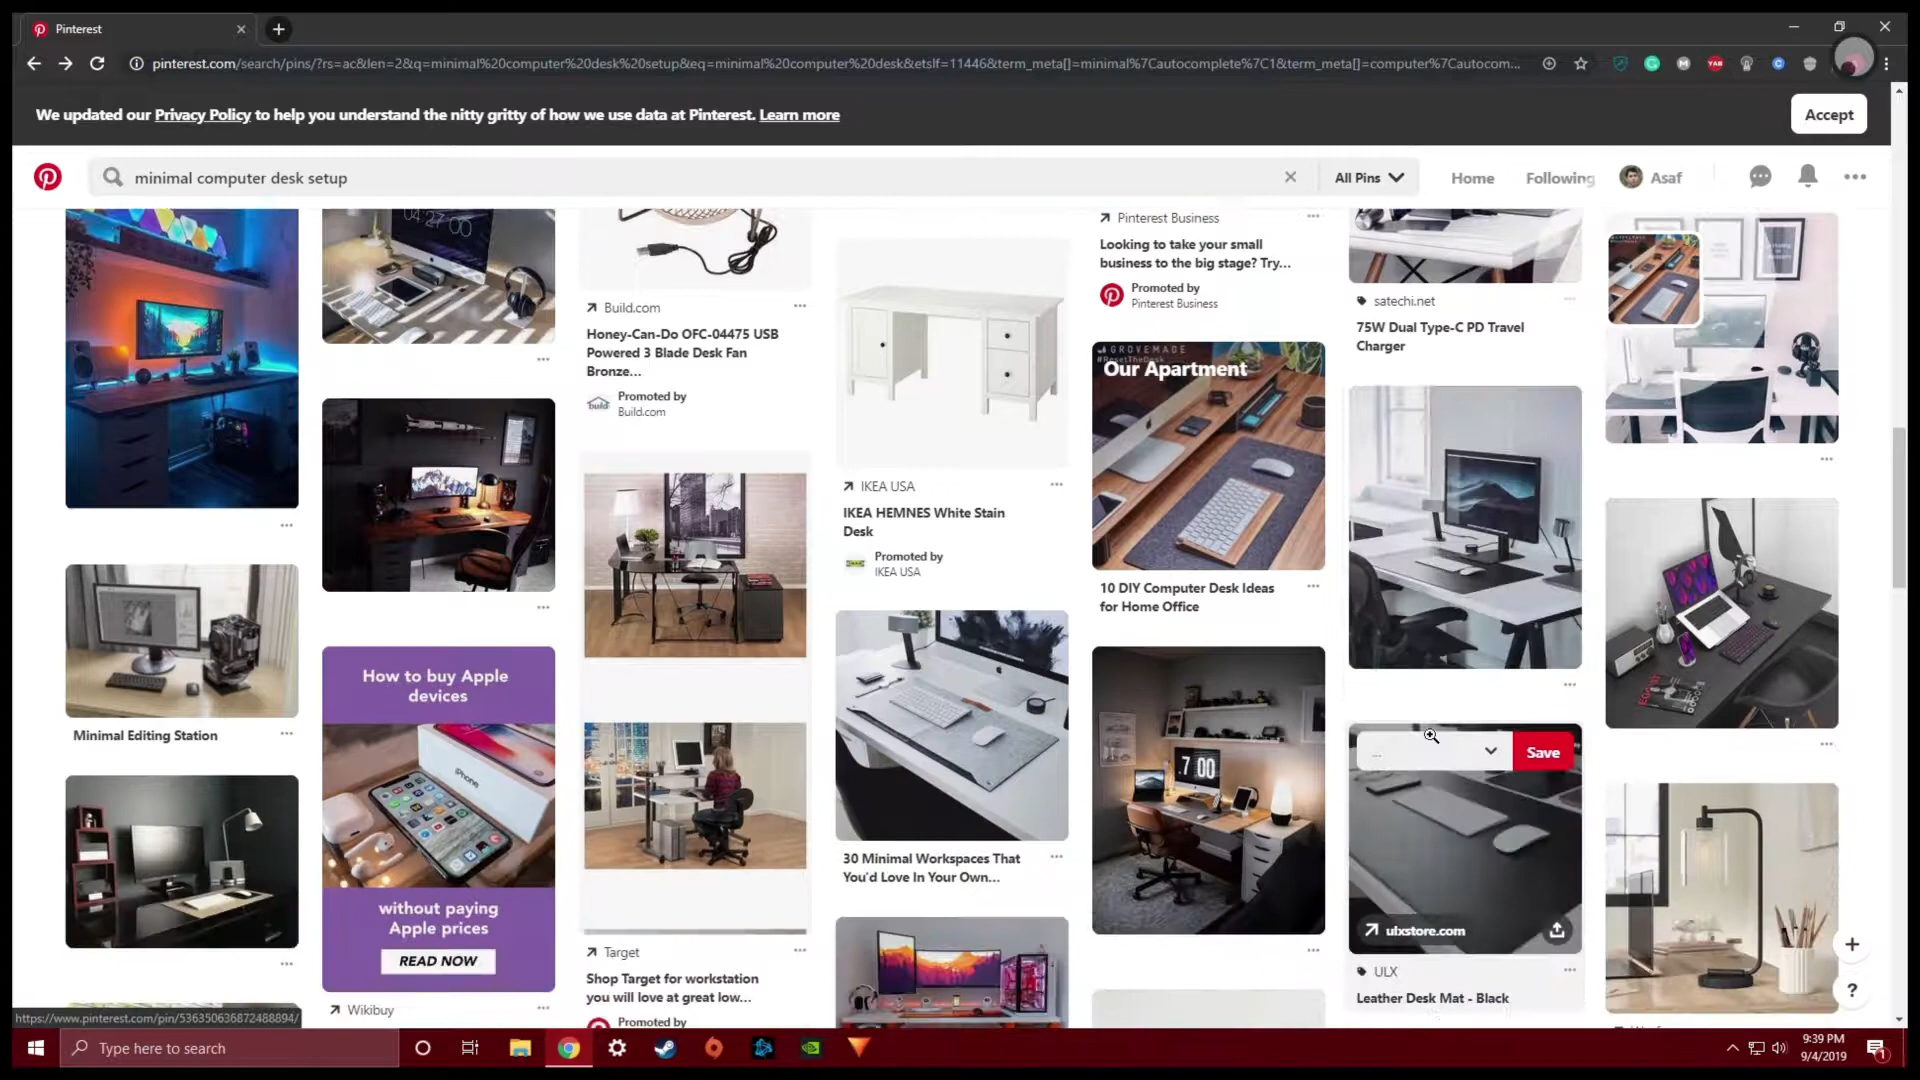 Pinterest
pinterest.com/search/pins/?rs=ac&len=2&q=minimal%20computer%20desk%20setup&eq=minimal%20computer%20desk&etslf=11446&term_meta[]=minimal%7Cautocomplete%7C1&term_meta[]=computer%7Cautocom...
We updated our Privacy Policy to help you understand the nitty gritty of how we use data at Pinterest. Learn more
Accept
minimal computer desk setup
All Pins
Home
Following
Asaf
04:27:00
Build.com
Honey-Can-Do OFC-04475 USB
Powered 3 Blade Desk Fan
Bronze...
Promoted by
Build.com
IKEA USA
IKEA HEMNES White Stain
Desk
Promoted by
IKEA USA
Pinterest Business
Looking to take your small
business to the big stage? Try...
Promoted by
Pinterest Business
GROVEMADE
#ResetTheDesk
Our Apartment
10 DIY Computer Desk Ideas
for Home Office
satechi.net
75W Dual Type-C PD Travel
Charger
Minimal Editing Station
How to buy Apple
devices
iPhone
without paying
Apple prices
READ NOW
Wikibuy
Target
Shop Target for workstation
you will love at great low...
Promoted by
30 Minimal Workspaces That
You'd Love In Your Own...
7 00
Save
ulxstore.com
ULX
Leather Desk Mat - Black
+
?
https://www.pinterest.com/pin/536350636872488894/
Type here to search
9:39 PM
9/4/2019
1